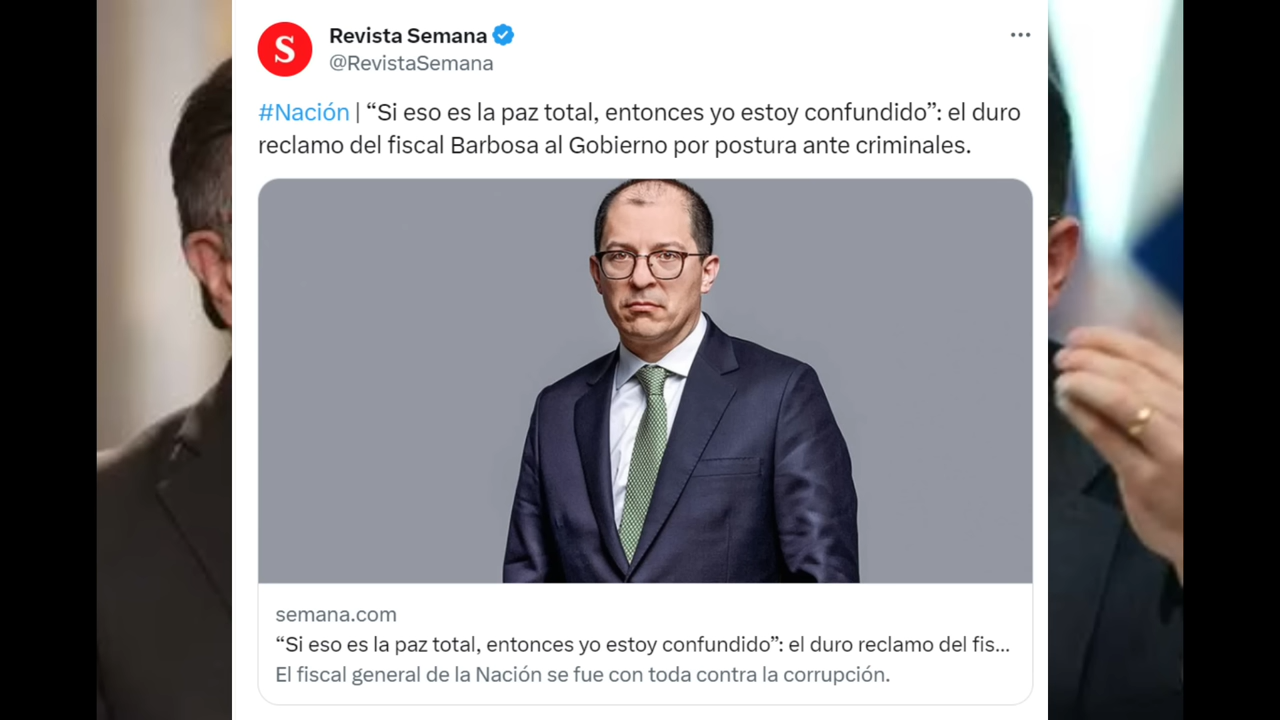 S
Revista Semana
@RevistaSemana
#Nación | “Si eso es la paz total, entonces yo estoy confundido”: el duro
reclamo del fiscal Barbosa al Gobierno por postura ante criminales.
semana.com
“Si eso es la paz total, entonces yo estoy confundido”: el duro reclamo del fis...
El fiscal general de la Nación se fue con toda contra la corrupción.